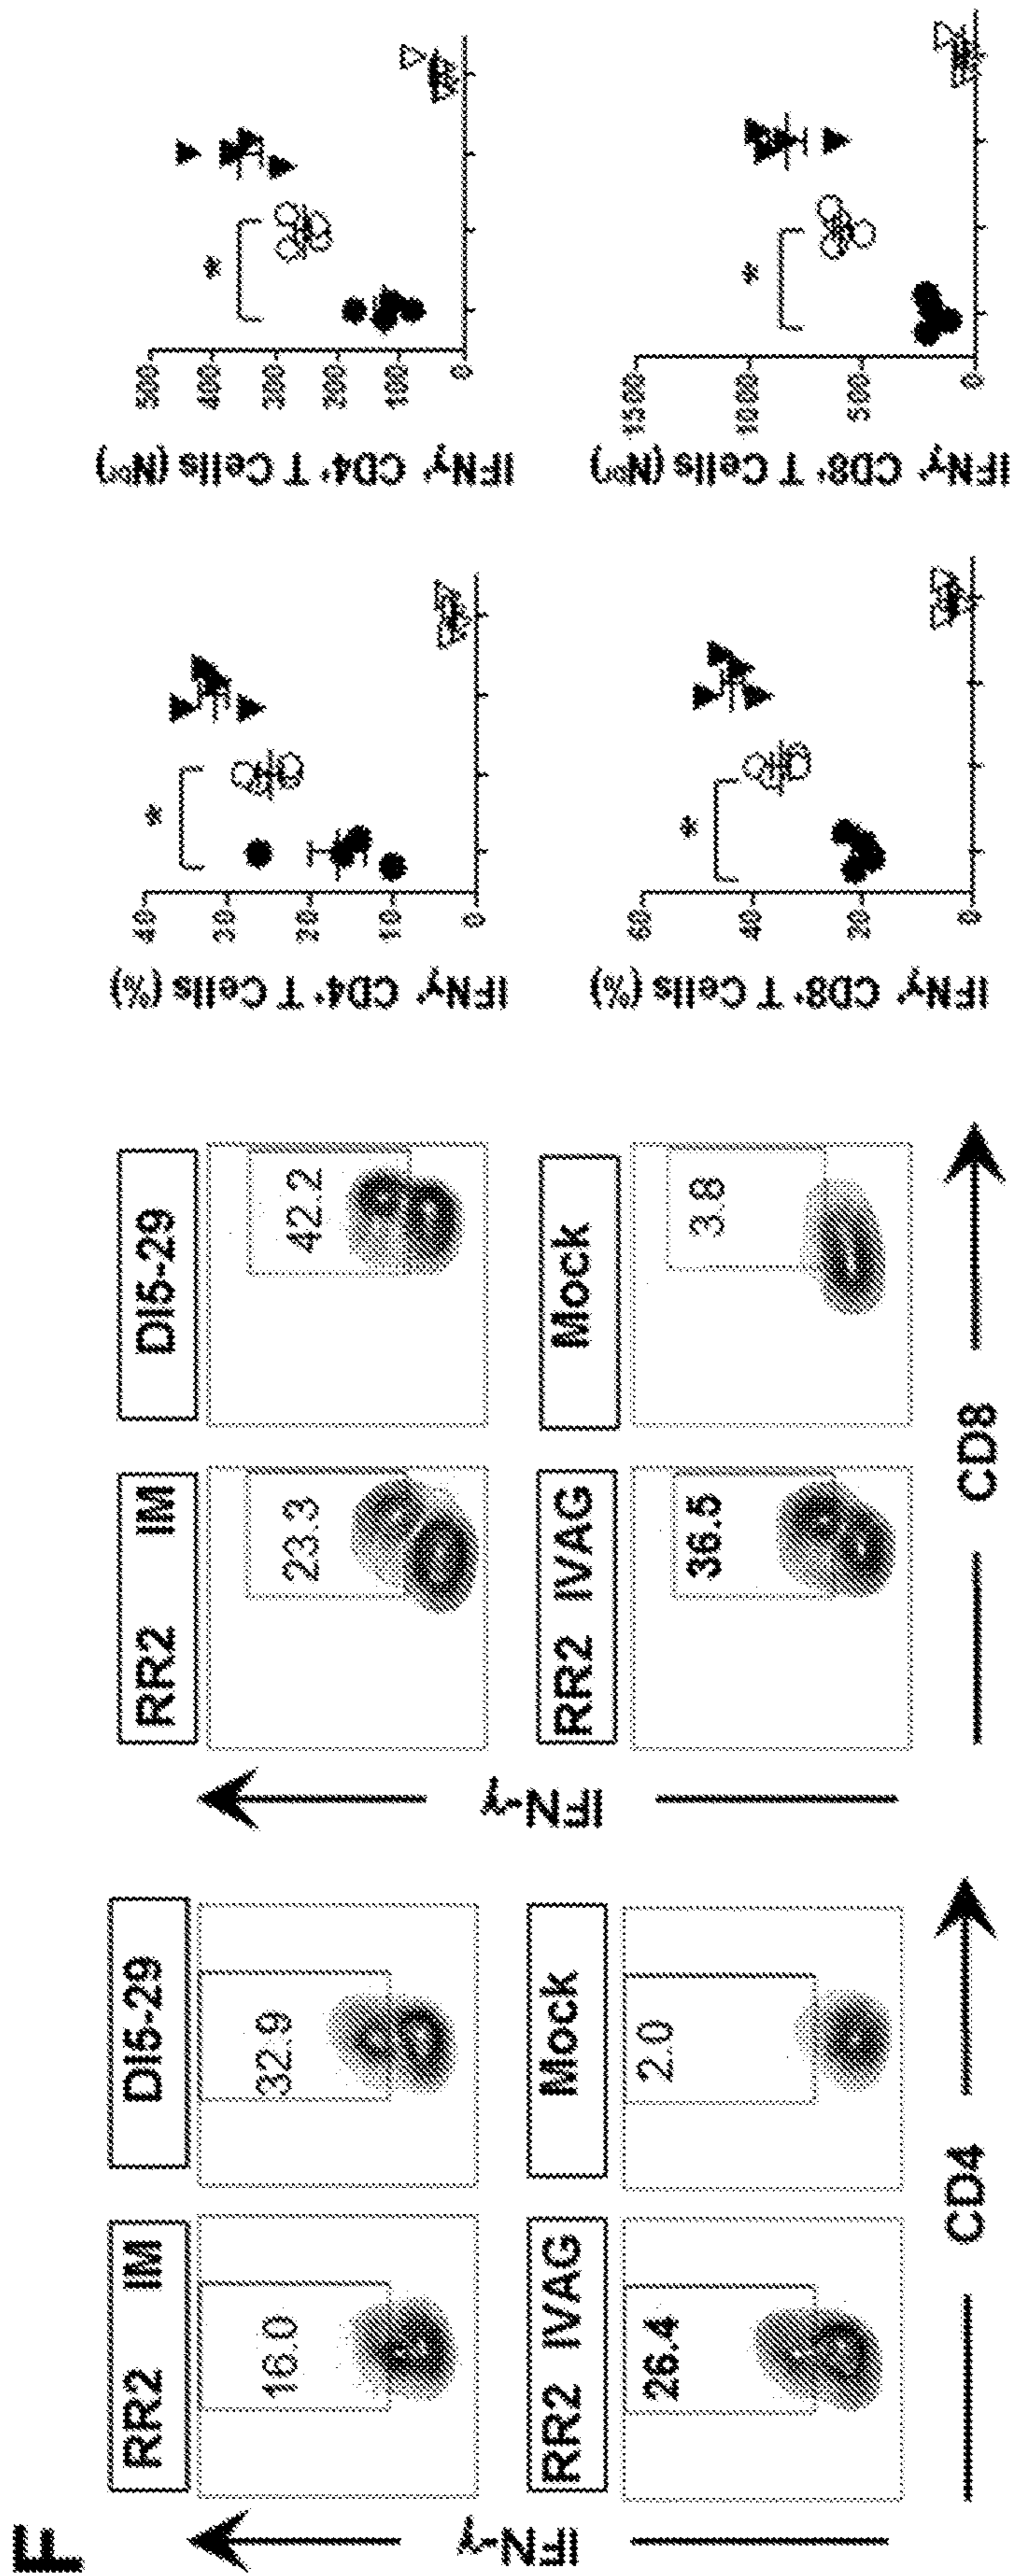 F
IFN-γ
RR2 IM
16.0
DI5-29
32.9
RR2 IVAG
26.4
Mock
2.0
CD4
IFN-γ
RR2 IM
23.3
DI5-29
42.2
RR2 IVAG
36.5
Mock
3.8
CD8
IFNγ⁺ CD4⁺ T Cells (%)
40
30
20
10
0
*
IFNγ⁺ CD4⁺ T Cells (Nº)
500
400
300
200
100
0
*
IFNγ⁺ CD8⁺ T Cells (%)
60
40
20
0
*
IFNγ⁺ CD8⁺ T Cells (Nº)
1500
1000
500
0
*